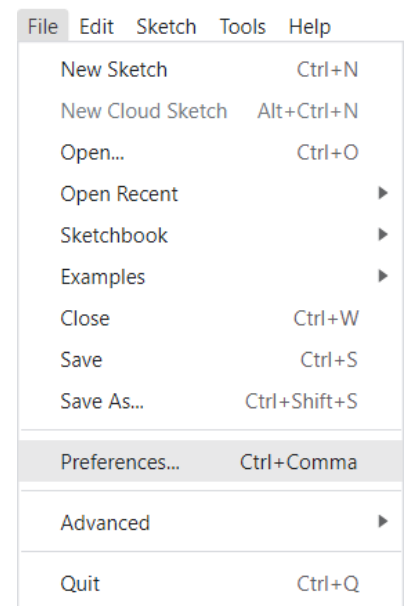 File Edit Sketch Tools Help
New Sketch Ctrl+N
New Cloud Sketch Alt+Ctrl+N
Open... Ctrl+O
Open Recent
Sketchbook
Examples
Close Ctrl+W
Save Ctrl+S
Save As... Ctrl+Shift+S
Preferences... Ctrl+Comma
Advanced
Quit Ctrl+Q